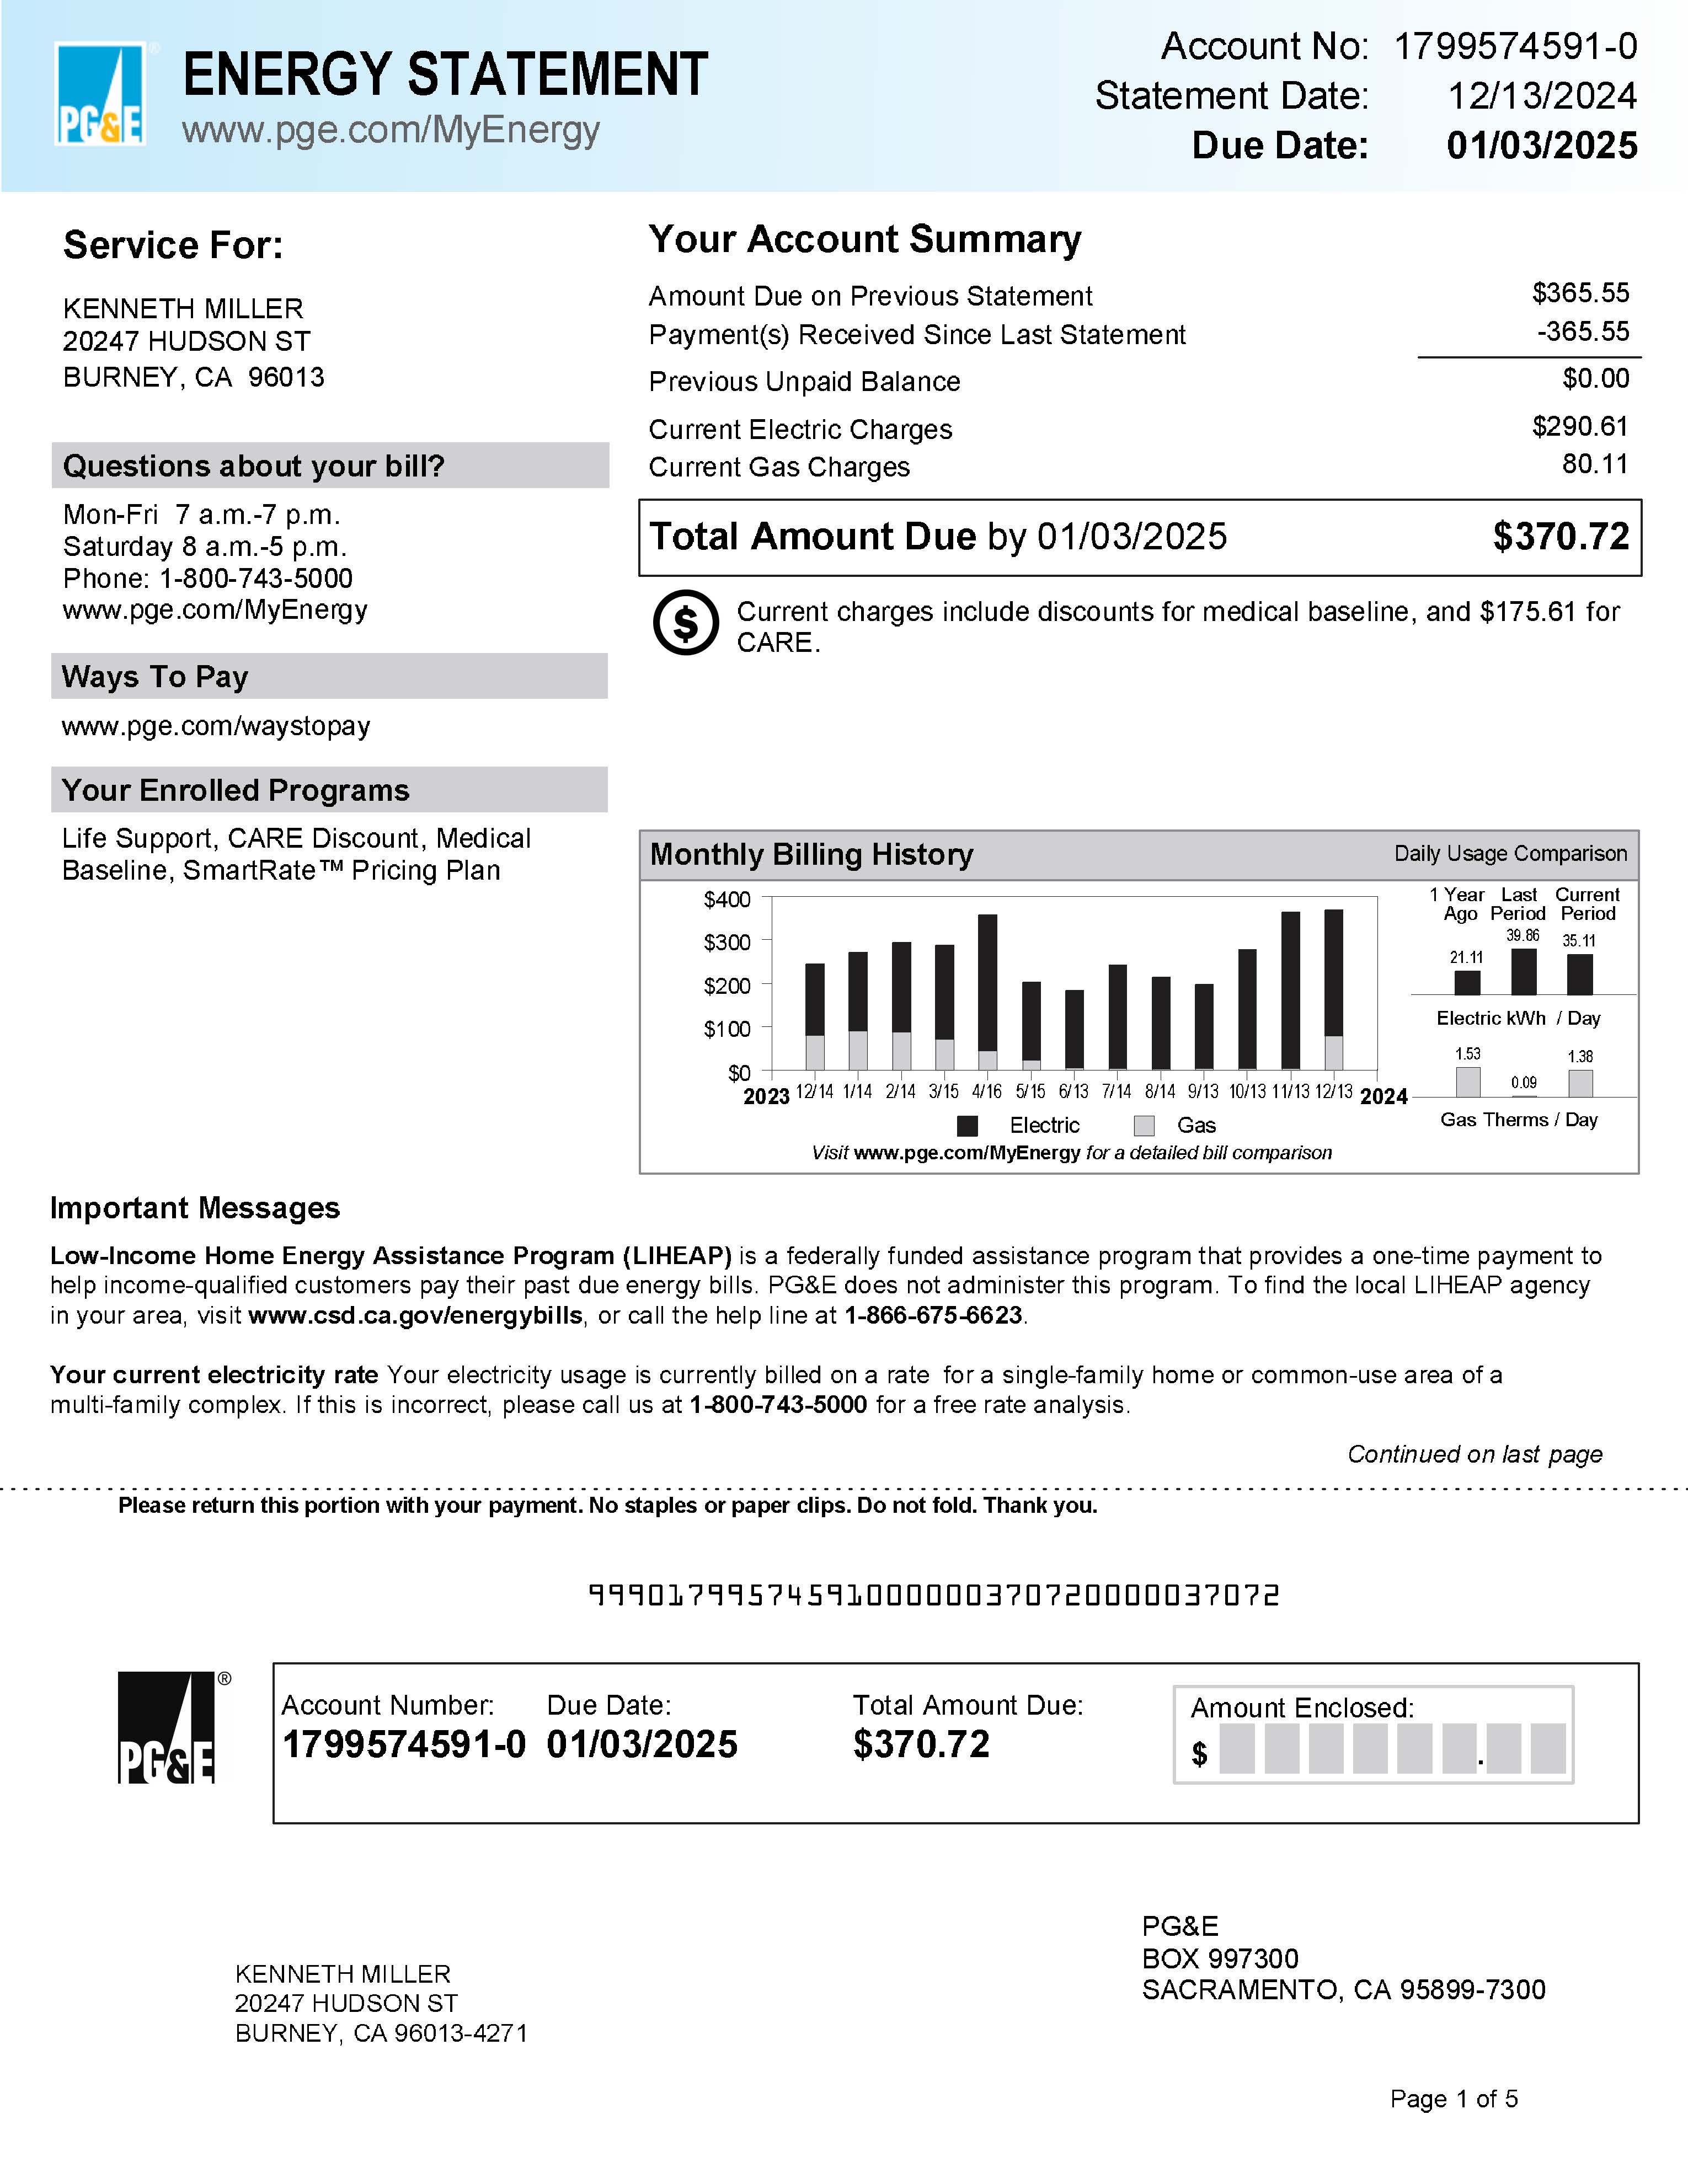 PG&E
®
ENERGY STATEMENT
www.pge.com/MyEnergy
Account No: 1799574591-0
Statement Date: 12/13/2024
Due Date: 01/03/2025
Service For:
KENNETH MILLER
20247 HUDSON ST
BURNEY, CA 96013
Questions about your bill?
Mon-Fri 7 a.m.-7 p.m.
Saturday 8 a.m.-5 p.m.
Phone: 1-800-743-5000
www.pge.com/MyEnergy
Ways To Pay
www.pge.com/waystopay
Your Enrolled Programs
Life Support, CARE Discount, Medical
Baseline, SmartRate™ Pricing Plan
Your Account Summary
Amount Due on Previous Statement $365.55
Payment(s) Received Since Last Statement -365.55
Previous Unpaid Balance $0.00
Current Electric Charges $290.61
Current Gas Charges 80.11
Total Amount Due by 01/03/2025 $370.72
$
Current charges include discounts for medical baseline, and $175.61 for
CARE.
Monthly Billing History Daily Usage Comparison
$400
$300
$200
$100
$0
2023 12/14 1/14 2/14 3/15 4/16 5/15 6/13 7/14 8/14 9/13 10/13 11/13 12/13 2024
Electric Gas
Visit www.pge.com/MyEnergy for a detailed bill comparison
1 Year Last Current
Ago Period Period
21.11 39.86 35.11
Electric kWh / Day
1.53 0.09 1.38
Gas Therms / Day
Important Messages
Low-Income Home Energy Assistance Program (LIHEAP) is a federally funded assistance program that provides a one-time payment to
help income-qualified customers pay their past due energy bills. PG&E does not administer this program. To find the local LIHEAP agency
in your area, visit www.csd.ca.gov/energybills, or call the help line at 1-866-675-6623.
Your current electricity rate Your electricity usage is currently billed on a rate for a single-family home or common-use area of a
multi-family complex. If this is incorrect, please call us at 1-800-743-5000 for a free rate analysis.
Continued on last page
Please return this portion with your payment. No staples or paper clips. Do not fold. Thank you.
99901799574591000000370720000037072
PG&E
®
Account Number: Due Date: Total Amount Due: Amount Enclosed:
1799574591-0 01/03/2025 $370.72 $ .
PG&E
BOX 997300
SACRAMENTO, CA 95899-7300
KENNETH MILLER
20247 HUDSON ST
BURNEY, CA 96013-4271
Page 1 of 5